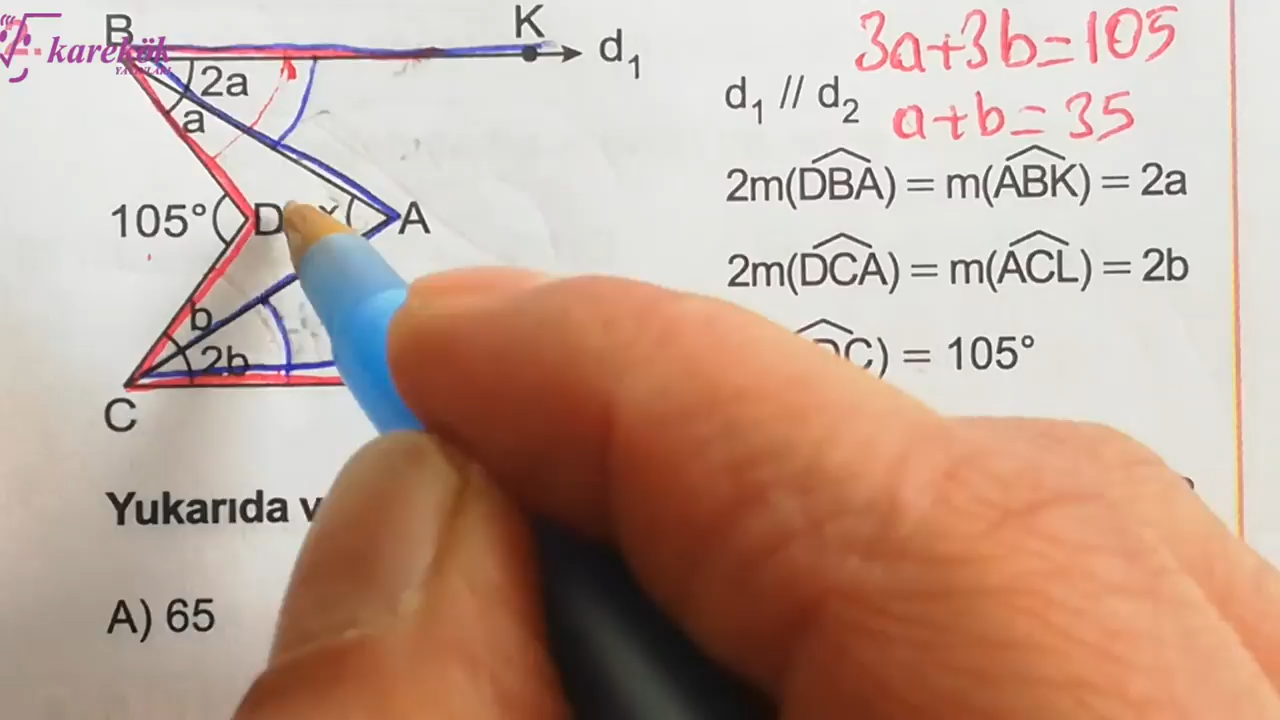 karekök
YAYINLARI
B
K
d1
2a
a
105°
D
x
A
b
2b
C
3a+3b=105
d1 // d2
a+b=35
2m(DBA) = m(ABK) = 2a
2m(DCA) = m(ACL) = 2b
C) = 105°
Yukarıda
A) 65